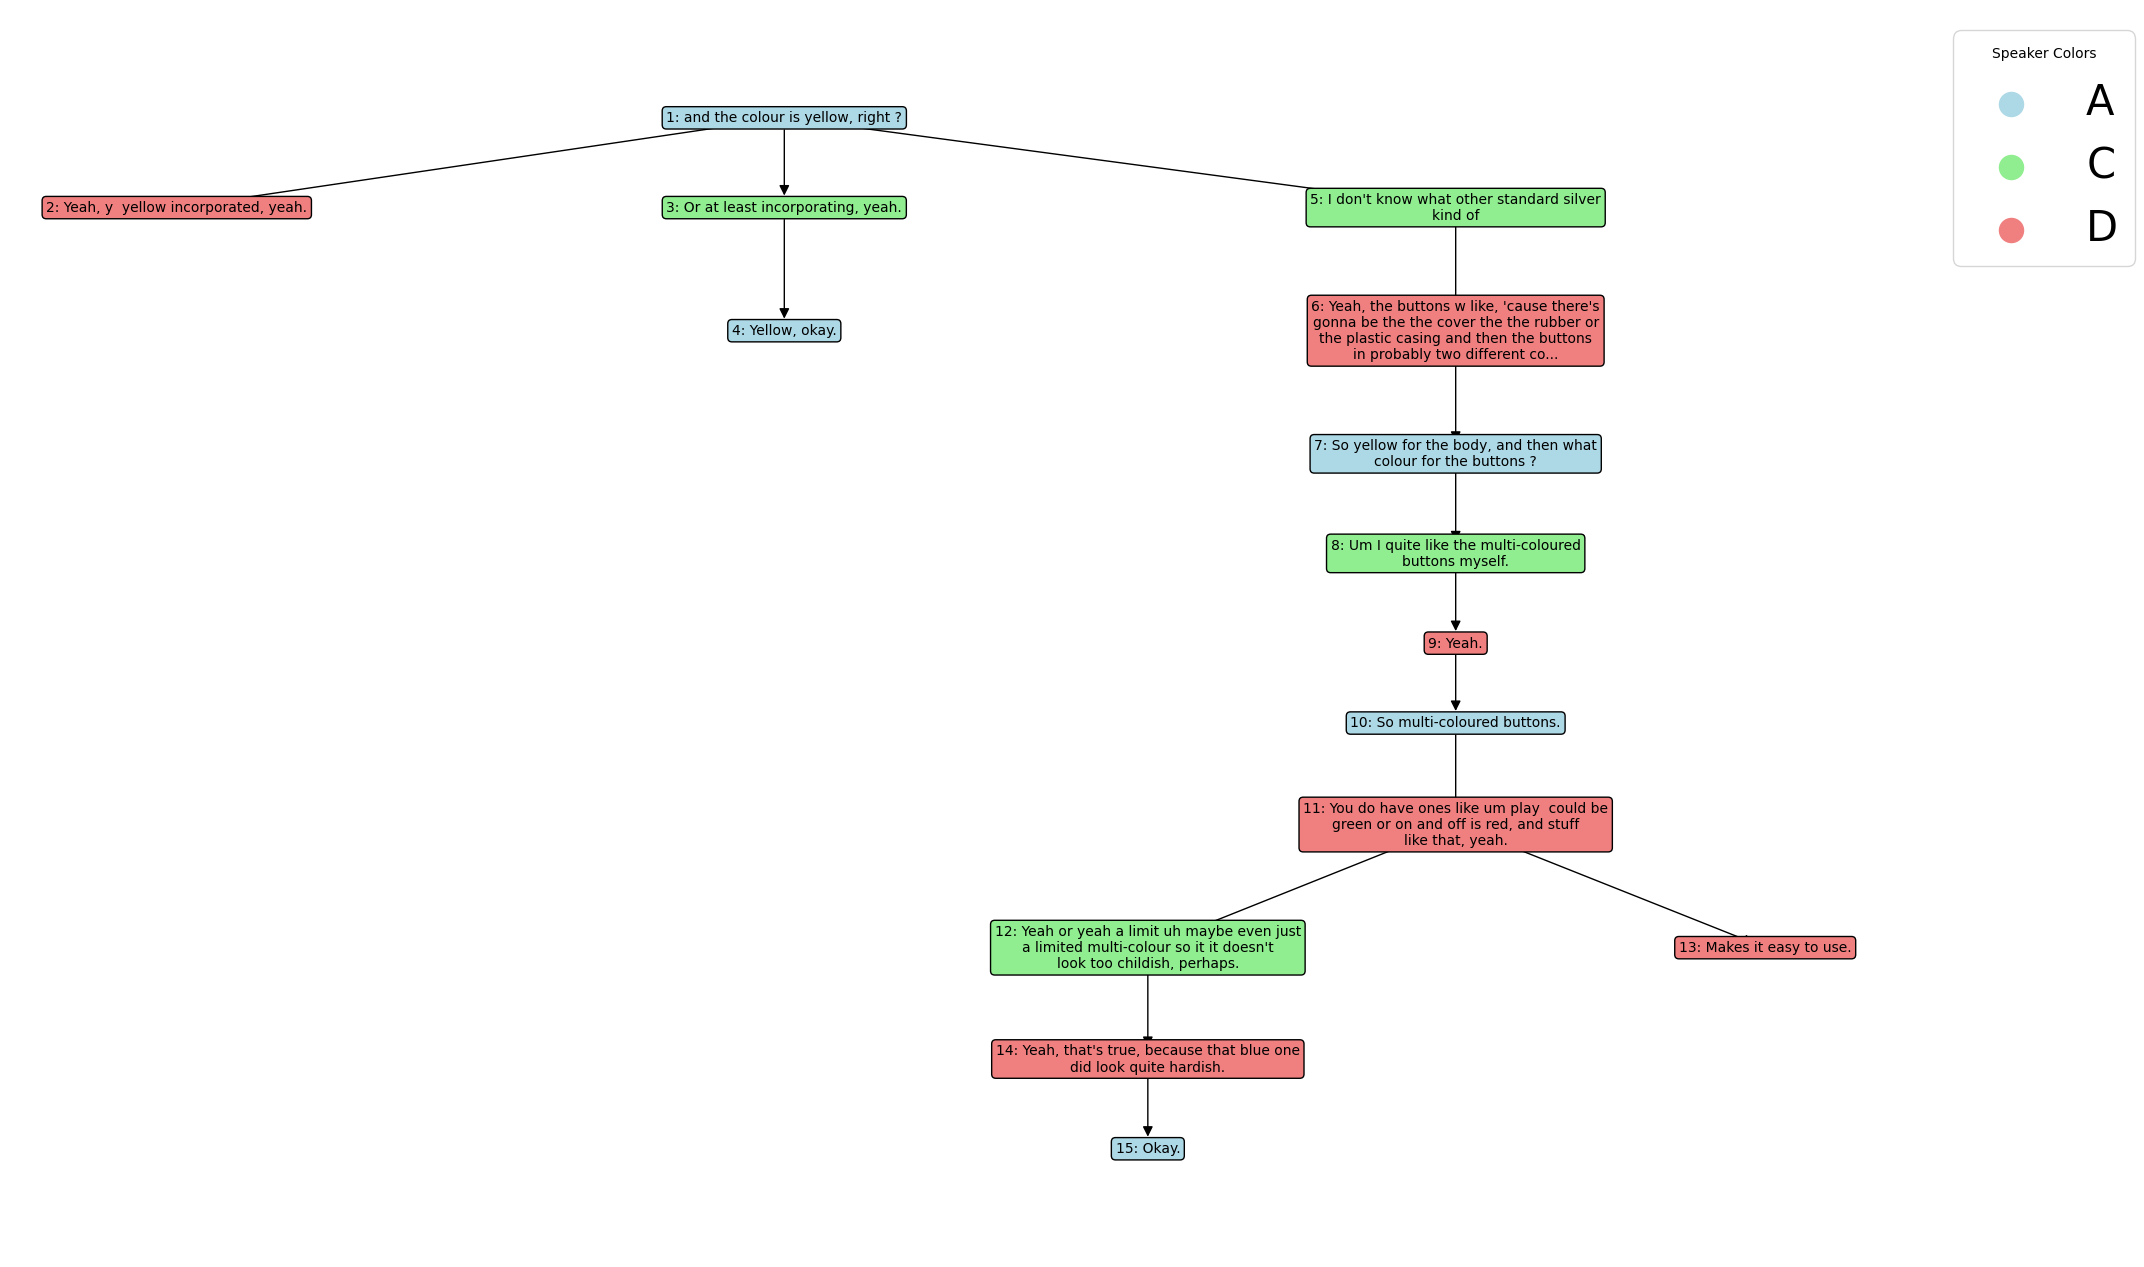 1: and the colour is yellow, right ?
2: Yeah, y  yellow incorporated, yeah.
3: Or at least incorporating, yeah.
5: I don't know what other standard silver
kind of
4: Yellow, okay.
6: Yeah, the buttons w like, 'cause there's
gonna be the the cover the the rubber or
the plastic casing and then the buttons
in probably two different co...
7: So yellow for the body, and then what
colour for the buttons ?
8: Um I quite like the multi-coloured
buttons myself.
9: Yeah.
10: So multi-coloured buttons.
11: You do have ones like um play  could be
green or on and off is red, and stuff
like that, yeah.
12: Yeah or yeah a limit uh maybe even just
a limited multi-colour so it it doesn't
look too childish, perhaps.
13: Makes it easy to use.
14: Yeah, that's true, because that blue one
did look quite hardish.
15: Okay.
Speaker Colors
A
C
D